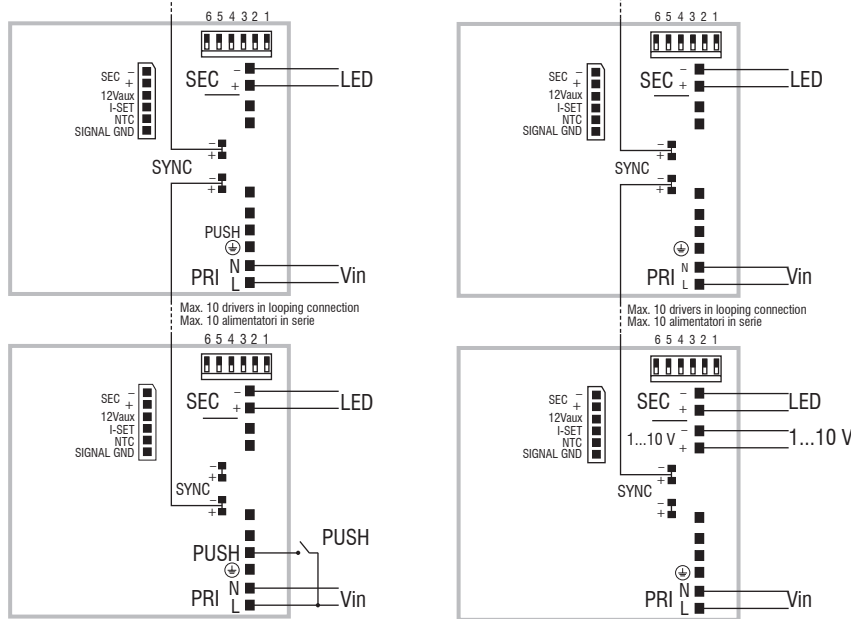 6 5 4 3 2 1
SEC - +
12Vaux
I-SET
NTC
SIGNAL GND
SEC - +
LED
- +
SYNC
- +
PUSH
N
PRI
L
Vin
Max. 10 drivers in looping connection
Max. 10 alimentatori in serie
6 5 4 3 2 1
SEC - +
12Vaux
I-SET
NTC
SIGNAL GND
SEC - +
LED
- +
SYNC
- +
PUSH
PUSH
N
PRI
L
Vin
6 5 4 3 2 1
SEC - +
12Vaux
I-SET
NTC
SIGNAL GND
SEC - +
LED
- +
SYNC
- +
N
PRI
L
Vin
Max. 10 drivers in looping connection
Max. 10 alimentatori in serie
6 5 4 3 2 1
SEC - +
12Vaux
I-SET
NTC
SIGNAL GND
SEC - +
LED
1...10 V - +
1...10 V
- +
SYNC
- +
N
PRI
L
Vin